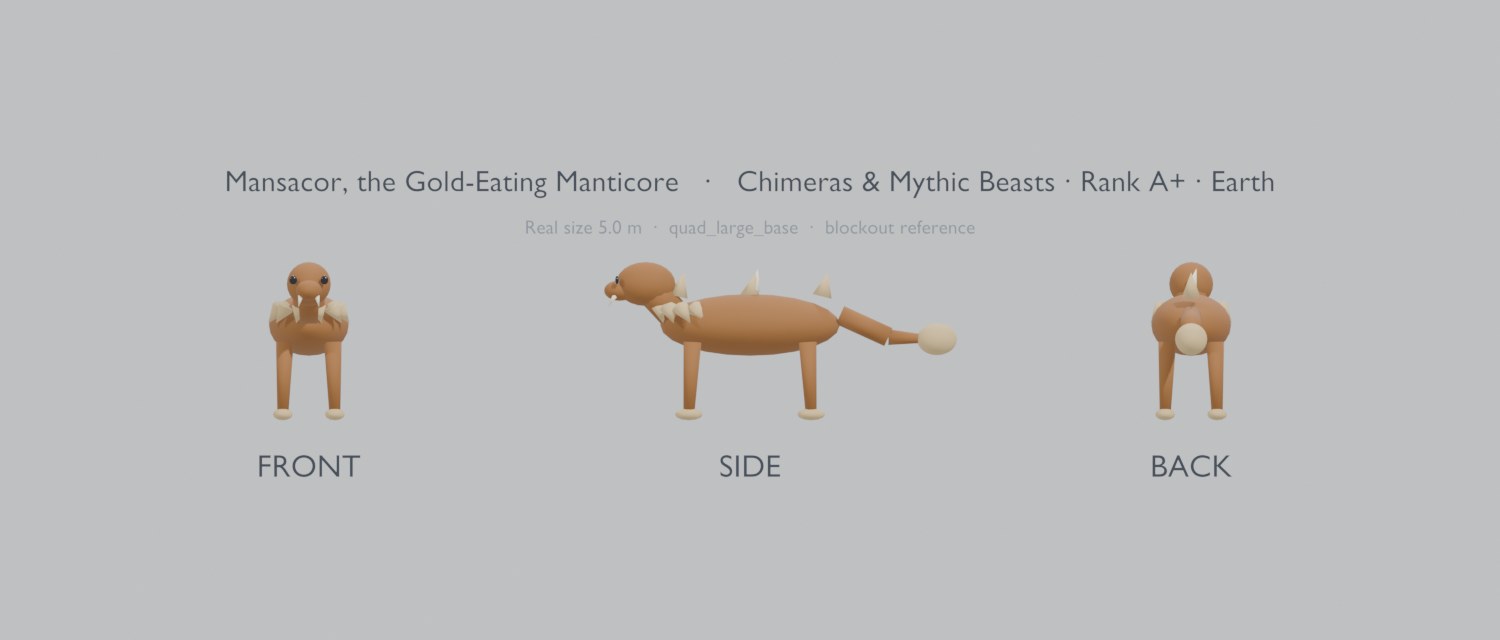 Mansacor, the Gold-Eating Manticore · Chimeras & Mythic Beasts · Rank A+ · Earth
Real size 5.0 m · quad_large_base · blockout reference
FRONT
SIDE
BACK